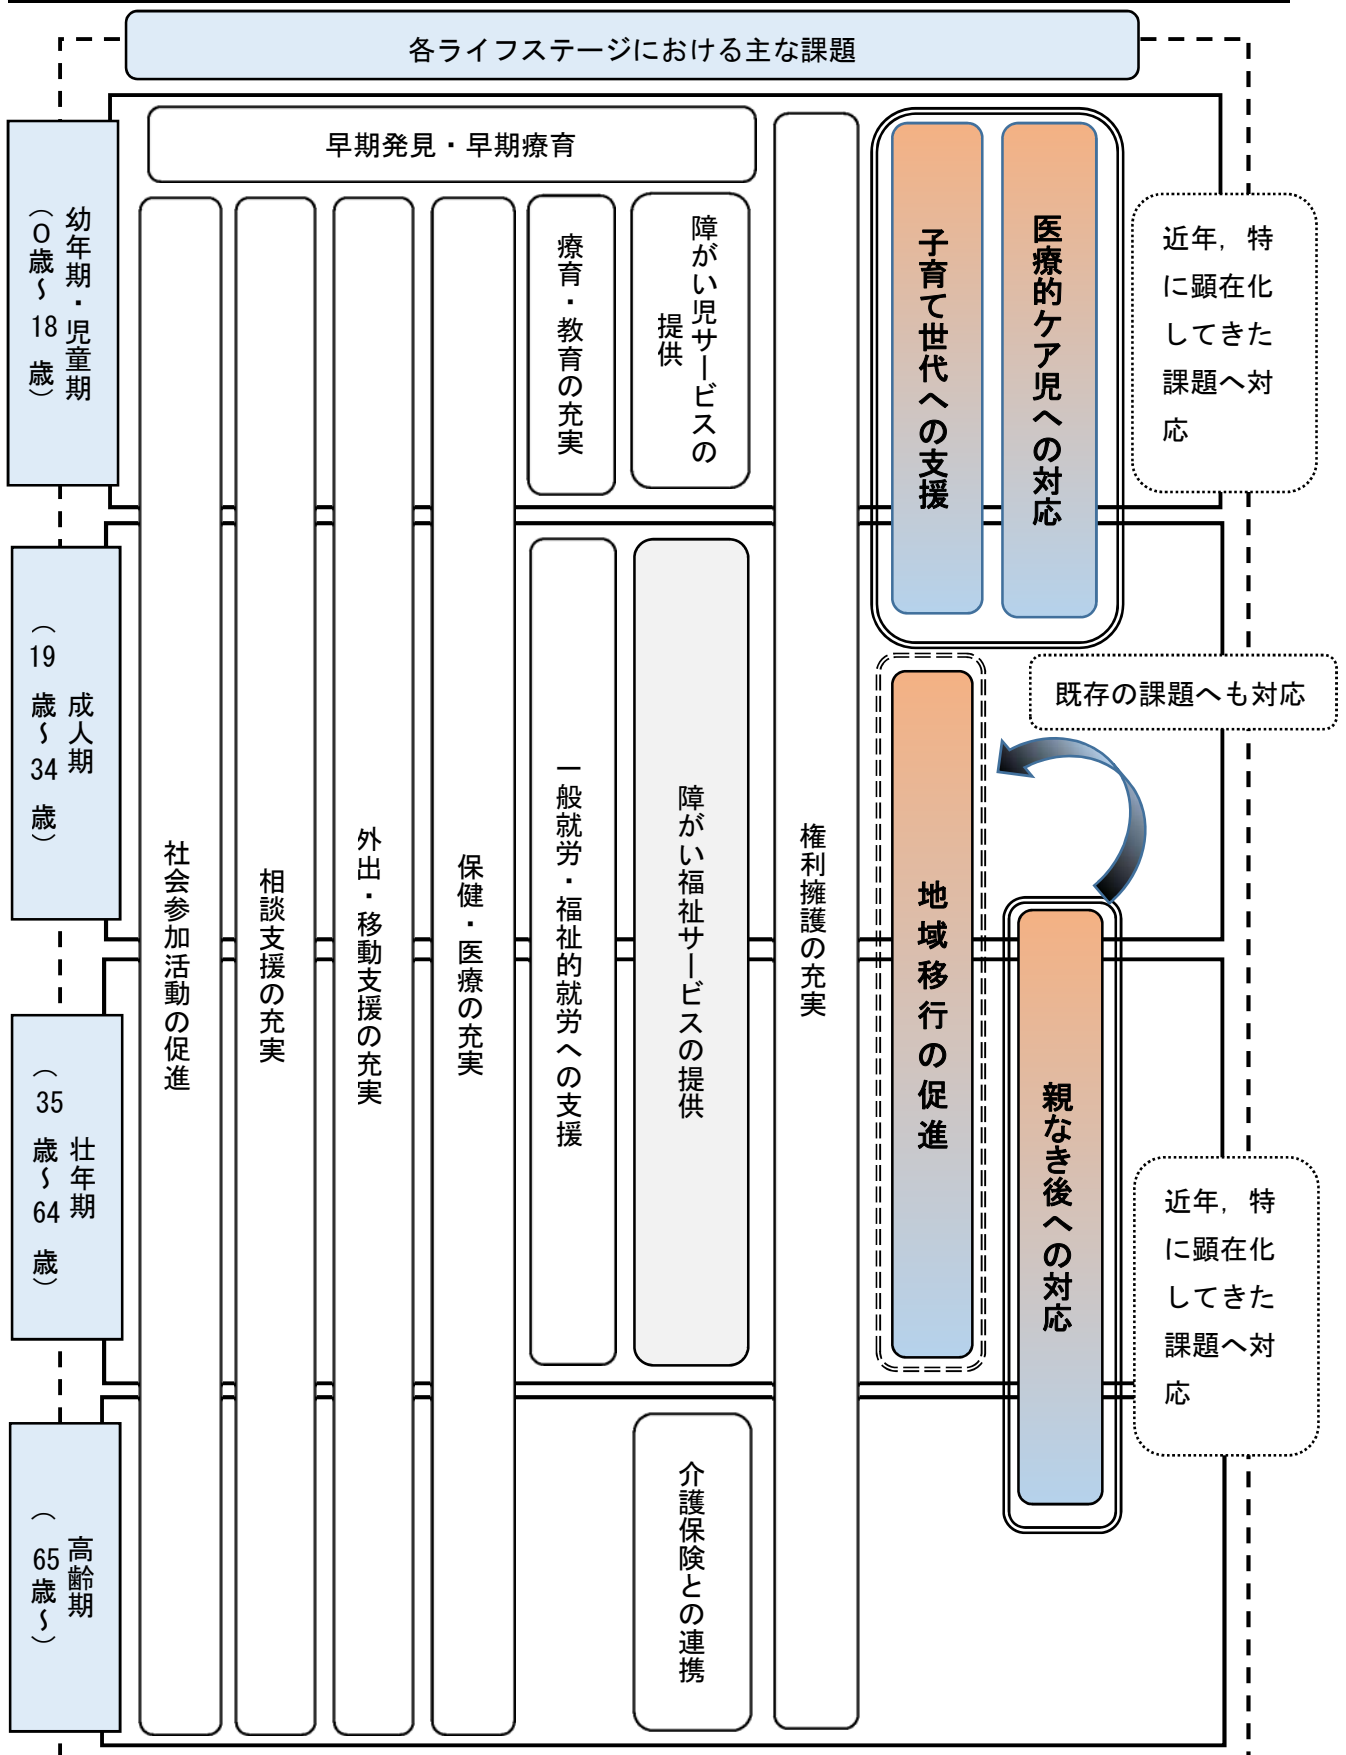 各ライフステージにおける主な課題
幼年期・児童期
（0歳～18歳）
早期発見・早期療育
社会参加活動の促進
相談支援の充実
外出・移動支援の充実
保健・医療の充実
療育・教育の充実
障がい児サービスの
提供
権利擁護の充実
子育て世代への支援
医療的ケア児への対応
近年，特
に顕在化
してきた
課題へ対
応
成人期
（19歳～34歳）
一般就労・福祉的就労への支援
障がい福祉サービスの提供
地域移行の促進
既存の課題へも対応
壮年期
（35歳～64歳）
親なき後への対応
近年，特
に顕在化
してきた
課題へ対
応
高齢期
（65歳～）
介護保険との連携